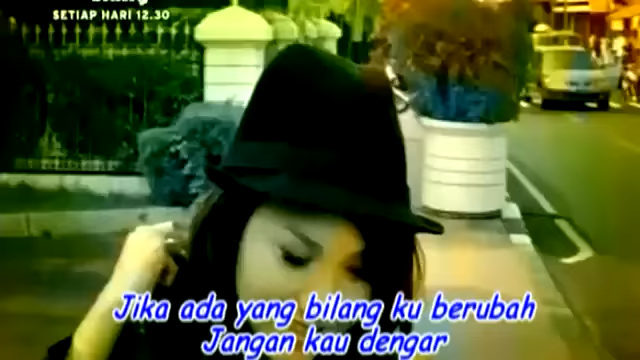 SETIAP HARI 12.30
Jika ada yang bilang ku berubah
Jangan kau dengar